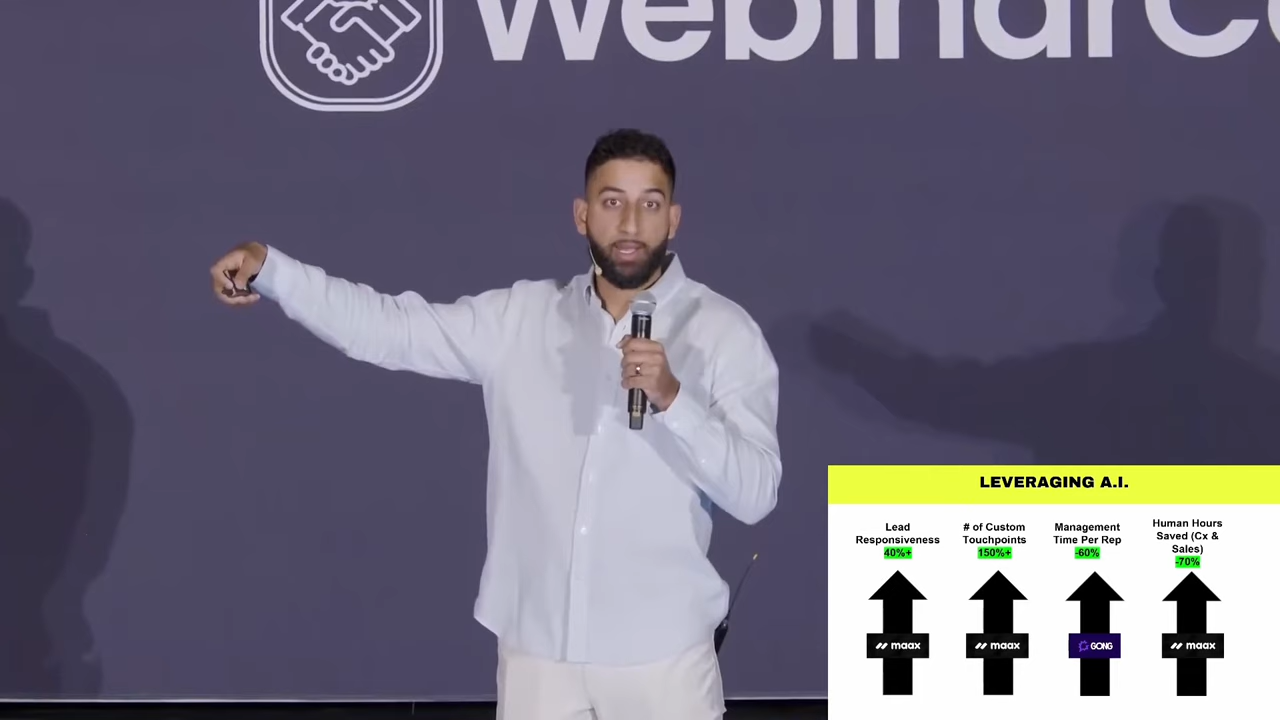 LEVERAGING A.I.
Lead
Responsiveness
40%+
# of Custom
Touchpoints
150%+
Management
Time Per Rep
-60%
Human Hours
Saved (Cx &
Sales)
-70%
maax
maax
GONG
maax